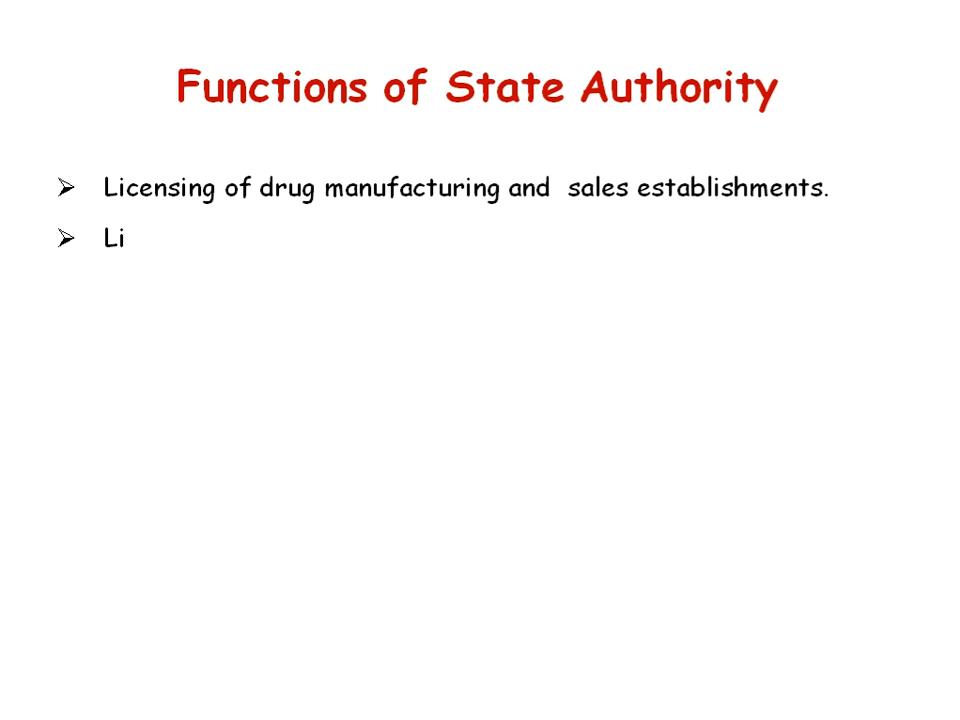 Functions of State Authority
➢ Licensing of drug manufacturing and sales establishments.
➢ Li